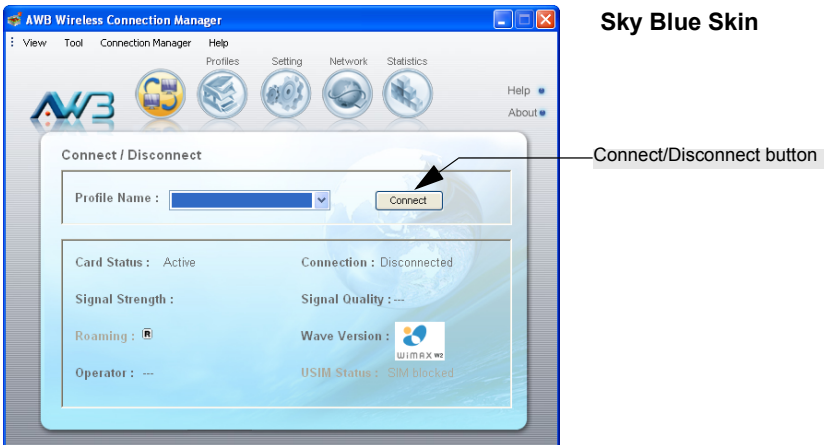 AWB Wireless Connection Manager
Sky Blue Skin
View Tool Connection Manager Help
Profiles Setting Network Statistics
AWB
Help
About
Connect / Disconnect
Connect/Disconnect button
Profile Name : Connect
Card Status : Active Connection : Disconnected
Signal Strength : Signal Quality : ---
Roaming : R Wave Version : WiMAX W2
Operator : --- USIM Status : SIM blocked